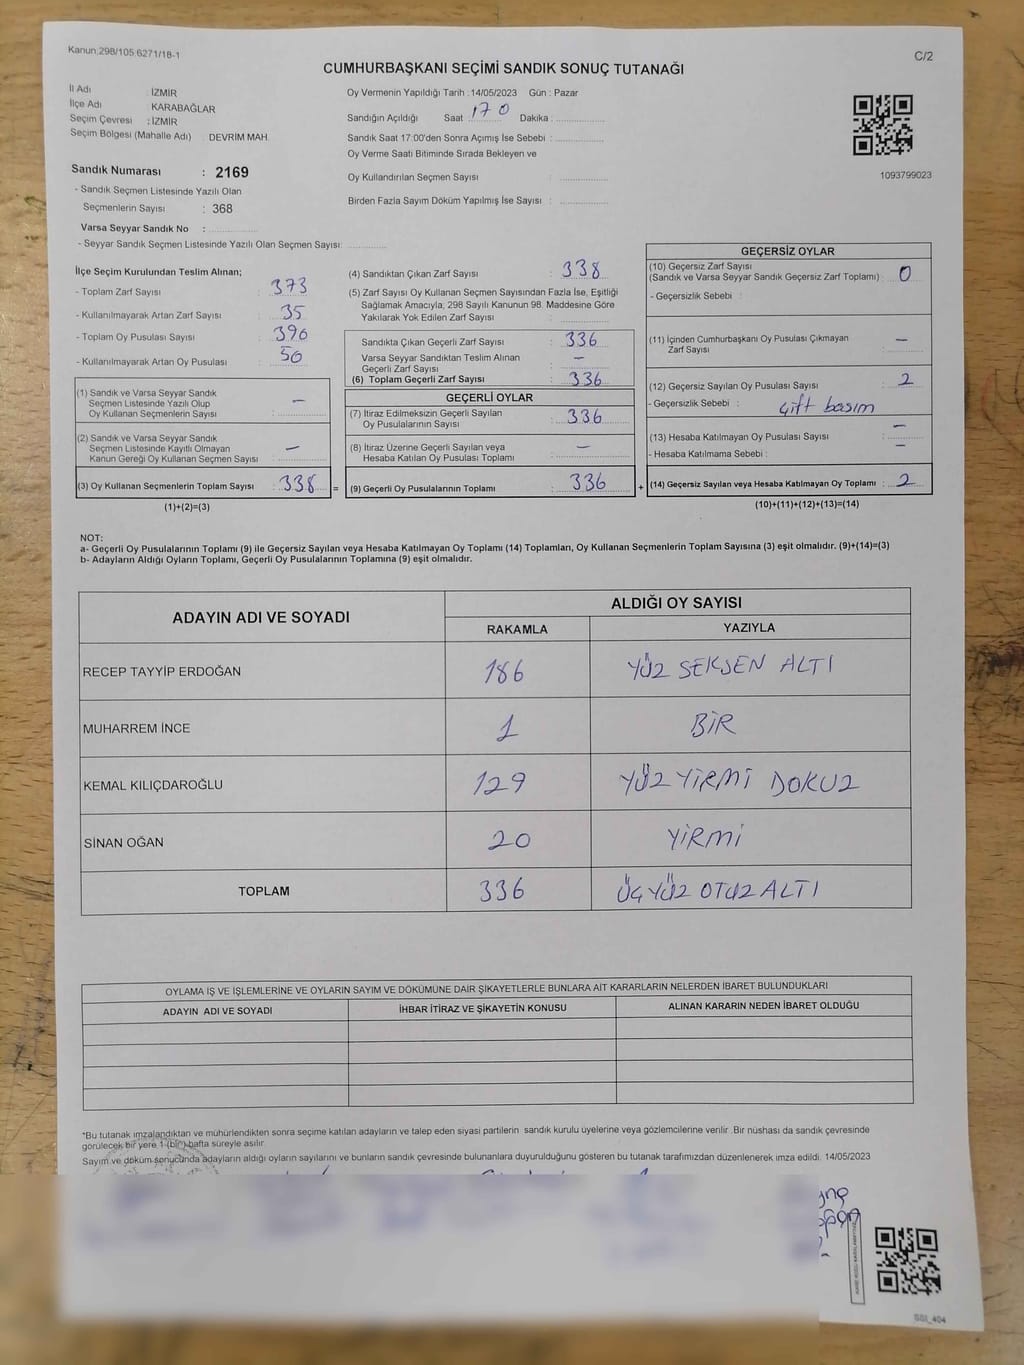 Kanun;298/105 6271/18-1
C/2
CUMHURBAŞKANI SEÇİMİ SANDIK SONUÇ TUTANAĞI
İl Adı : İZMİR
İlçe Adı : KARABAĞLAR
Seçim Çevresi : İZMİR
Seçim Bölgesi (Mahalle Adı) : DEVRİM MAH.
Oy Vermenin Yapıldığı Tarih : 14/05/2023 Gün : Pazar
Sandığın Açıldığı Saat 17 0 Dakika :
Sandık Saat 17:00'den Sonra Açımış İse Sebebi :
Oy Verme Saati Bitiminde Sırada Bekleyen ve
Oy Kullandırılan Seçmen Sayısı :
Birden Fazla Sayım Döküm Yapılmış İse Sayısı :
1093799023
Sandık Numarası : 2169
- Sandık Seçmen Listesinde Yazılı Olan
Seçmenlerin Sayısı : 368
Varsa Seyyar Sandık No :
- Seyyar Sandık Seçmen Listesinde Yazılı Olan Seçmen Sayısı:
İlçe Seçim Kurulundan Teslim Alınan;
- Toplam Zarf Sayısı : 373
- Kullanılmayarak Artan Zarf Sayısı : 35
- Toplam Oy Pusulası Sayısı : 396
- Kullanılmayarak Artan Oy Pusulası : 56
(1) Sandık ve Varsa Seyyar Sandık
Seçmen Listesinde Yazılı Olup
Oy Kullanan Seçmenlerin Sayısı : –
(2) Sandık ve Varsa Seyyar Sandık
Seçmen Listesinde Kayıtlı Olmayan
Kanun Gereği Oy Kullanan Seçmen Sayısı : –
(3) Oy Kullanan Seçmenlerin Toplam Sayısı : 338 =
(1)+(2)=(3)
(4) Sandıktan Çıkan Zarf Sayısı : 338
(5) Zarf Sayısı Oy Kullanan Seçmen Sayısından Fazla İse, Eşitliği
Sağlamak Amacıyla, 298 Sayılı Kanunun 98. Maddesine Göre
Yakılarak Yok Edilen Zarf Sayısı :
Sandıkta Çıkan Geçerli Zarf Sayısı : 336
Varsa Seyyar Sandıktan Teslim Alınan
Geçerli Zarf Sayısı : –
(6) Toplam Geçerli Zarf Sayısı : 336
GEÇERLİ OYLAR
(7) İtiraz Edilmeksizin Geçerli Sayılan
Oy Pusulalarının Sayısı : 336
(8) İtiraz Üzerine Geçerli Sayılan veya
Hesaba Katılan Oy Pusulası Toplamı : –
(9) Geçerli Oy Pusulalarının Toplamı : 336 +
GEÇERSİZ OYLAR
(10) Geçersiz Zarf Sayısı
(Sandık ve Varsa Seyyar Sandık Geçersiz Zarf Toplamı) : 0
- Geçersizlik Sebebi :
(11) İçinden Cumhurbaşkanı Oy Pusulası Çıkmayan
Zarf Sayısı : –
(12) Geçersiz Sayılan Oy Pusulası Sayısı : 2
- Geçersizlik Sebebi : Çift basım
(13) Hesaba Katılmayan Oy Pusulası Sayısı : –
- Hesaba Katılmama Sebebi : –
(14) Geçersiz Sayılan veya Hesaba Katılmayan Oy Toplamı : 2
(10)+(11)+(12)+(13)=(14)
NOT:
a- Geçerli Oy Pusulalarının Toplamı (9) ile Geçersiz Sayılan veya Hesaba Katılmayan Oy Toplamı (14) Toplamları, Oy Kullanan Seçmenlerin Toplam Sayısına (3) eşit olmalıdır. (9)+(14)=(3)
b- Adayların Aldığı Oyların Toplamı, Geçerli Oy Pusulalarının Toplamına (9) eşit olmalıdır.
ADAYIN ADI VE SOYADI ALDIĞI OY SAYISI
RAKAMLA YAZIYLA
RECEP TAYYİP ERDOĞAN 186 YÜZ SEKSEN ALTI
MUHARREM İNCE 1 BİR
KEMAL KILIÇDAROĞLU 129 YÜZ YİRMİ DOKUZ
SİNAN OĞAN 20 YİRMİ
TOPLAM 336 ÜÇYÜZ OTUZ ALTI
OYLAMA İŞ VE İŞLEMLERİNE VE OYLARIN SAYIM VE DÖKÜMÜNE DAİR ŞİKAYETLERLE BUNLARA AİT KARARLARIN NELERDEN İBARET BULUNDUKLARI
ADAYIN ADI VE SOYADI İHBAR İTİRAZ VE ŞİKAYETİN KONUSU ALINAN KARARIN NEDEN İBARET OLDUĞU
*Bu tutanak imzalandıktan ve mühürlendikten sonra seçime katılan adayların ve talep eden siyasi partilerin sandık kurulu üyelerine veya gözlemcilerine verilir. Bir nüshası da sandık çevresinde
görülecek bir yere 1 (bir) hafta süreyle asılır.
Sayım ve döküm sonucunda adayların aldığı oyların sayılarını ve bunların sandık çevresinde bulunanlara duyurulduğunu gösteren bu tutanak tarafımızdan düzenlenerek imza edildi. 14/05/2023